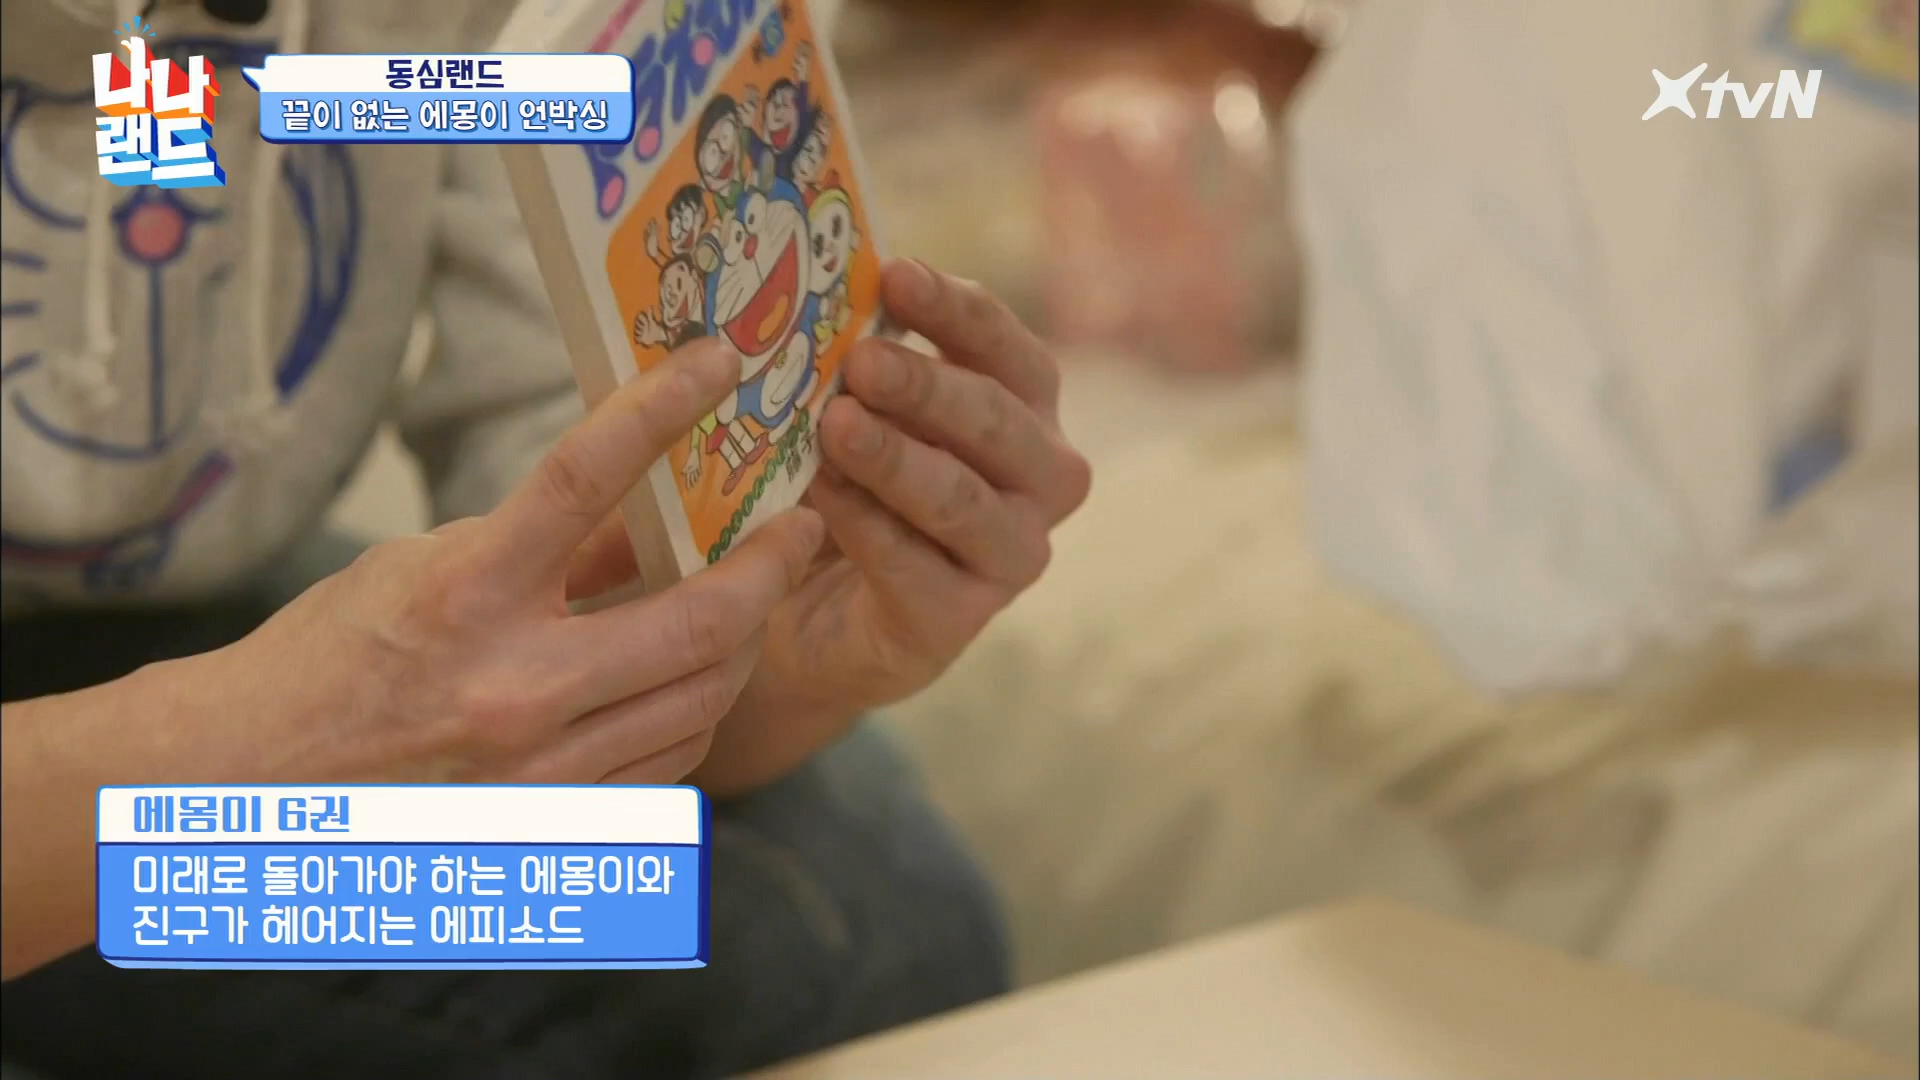 나나
랜드
동심랜드
끝이 없는 에몽이 언박싱
XtvN
에몽이 6권
미래로 돌아가야 하는 에몽이와
진구가 헤어지는 에피소드